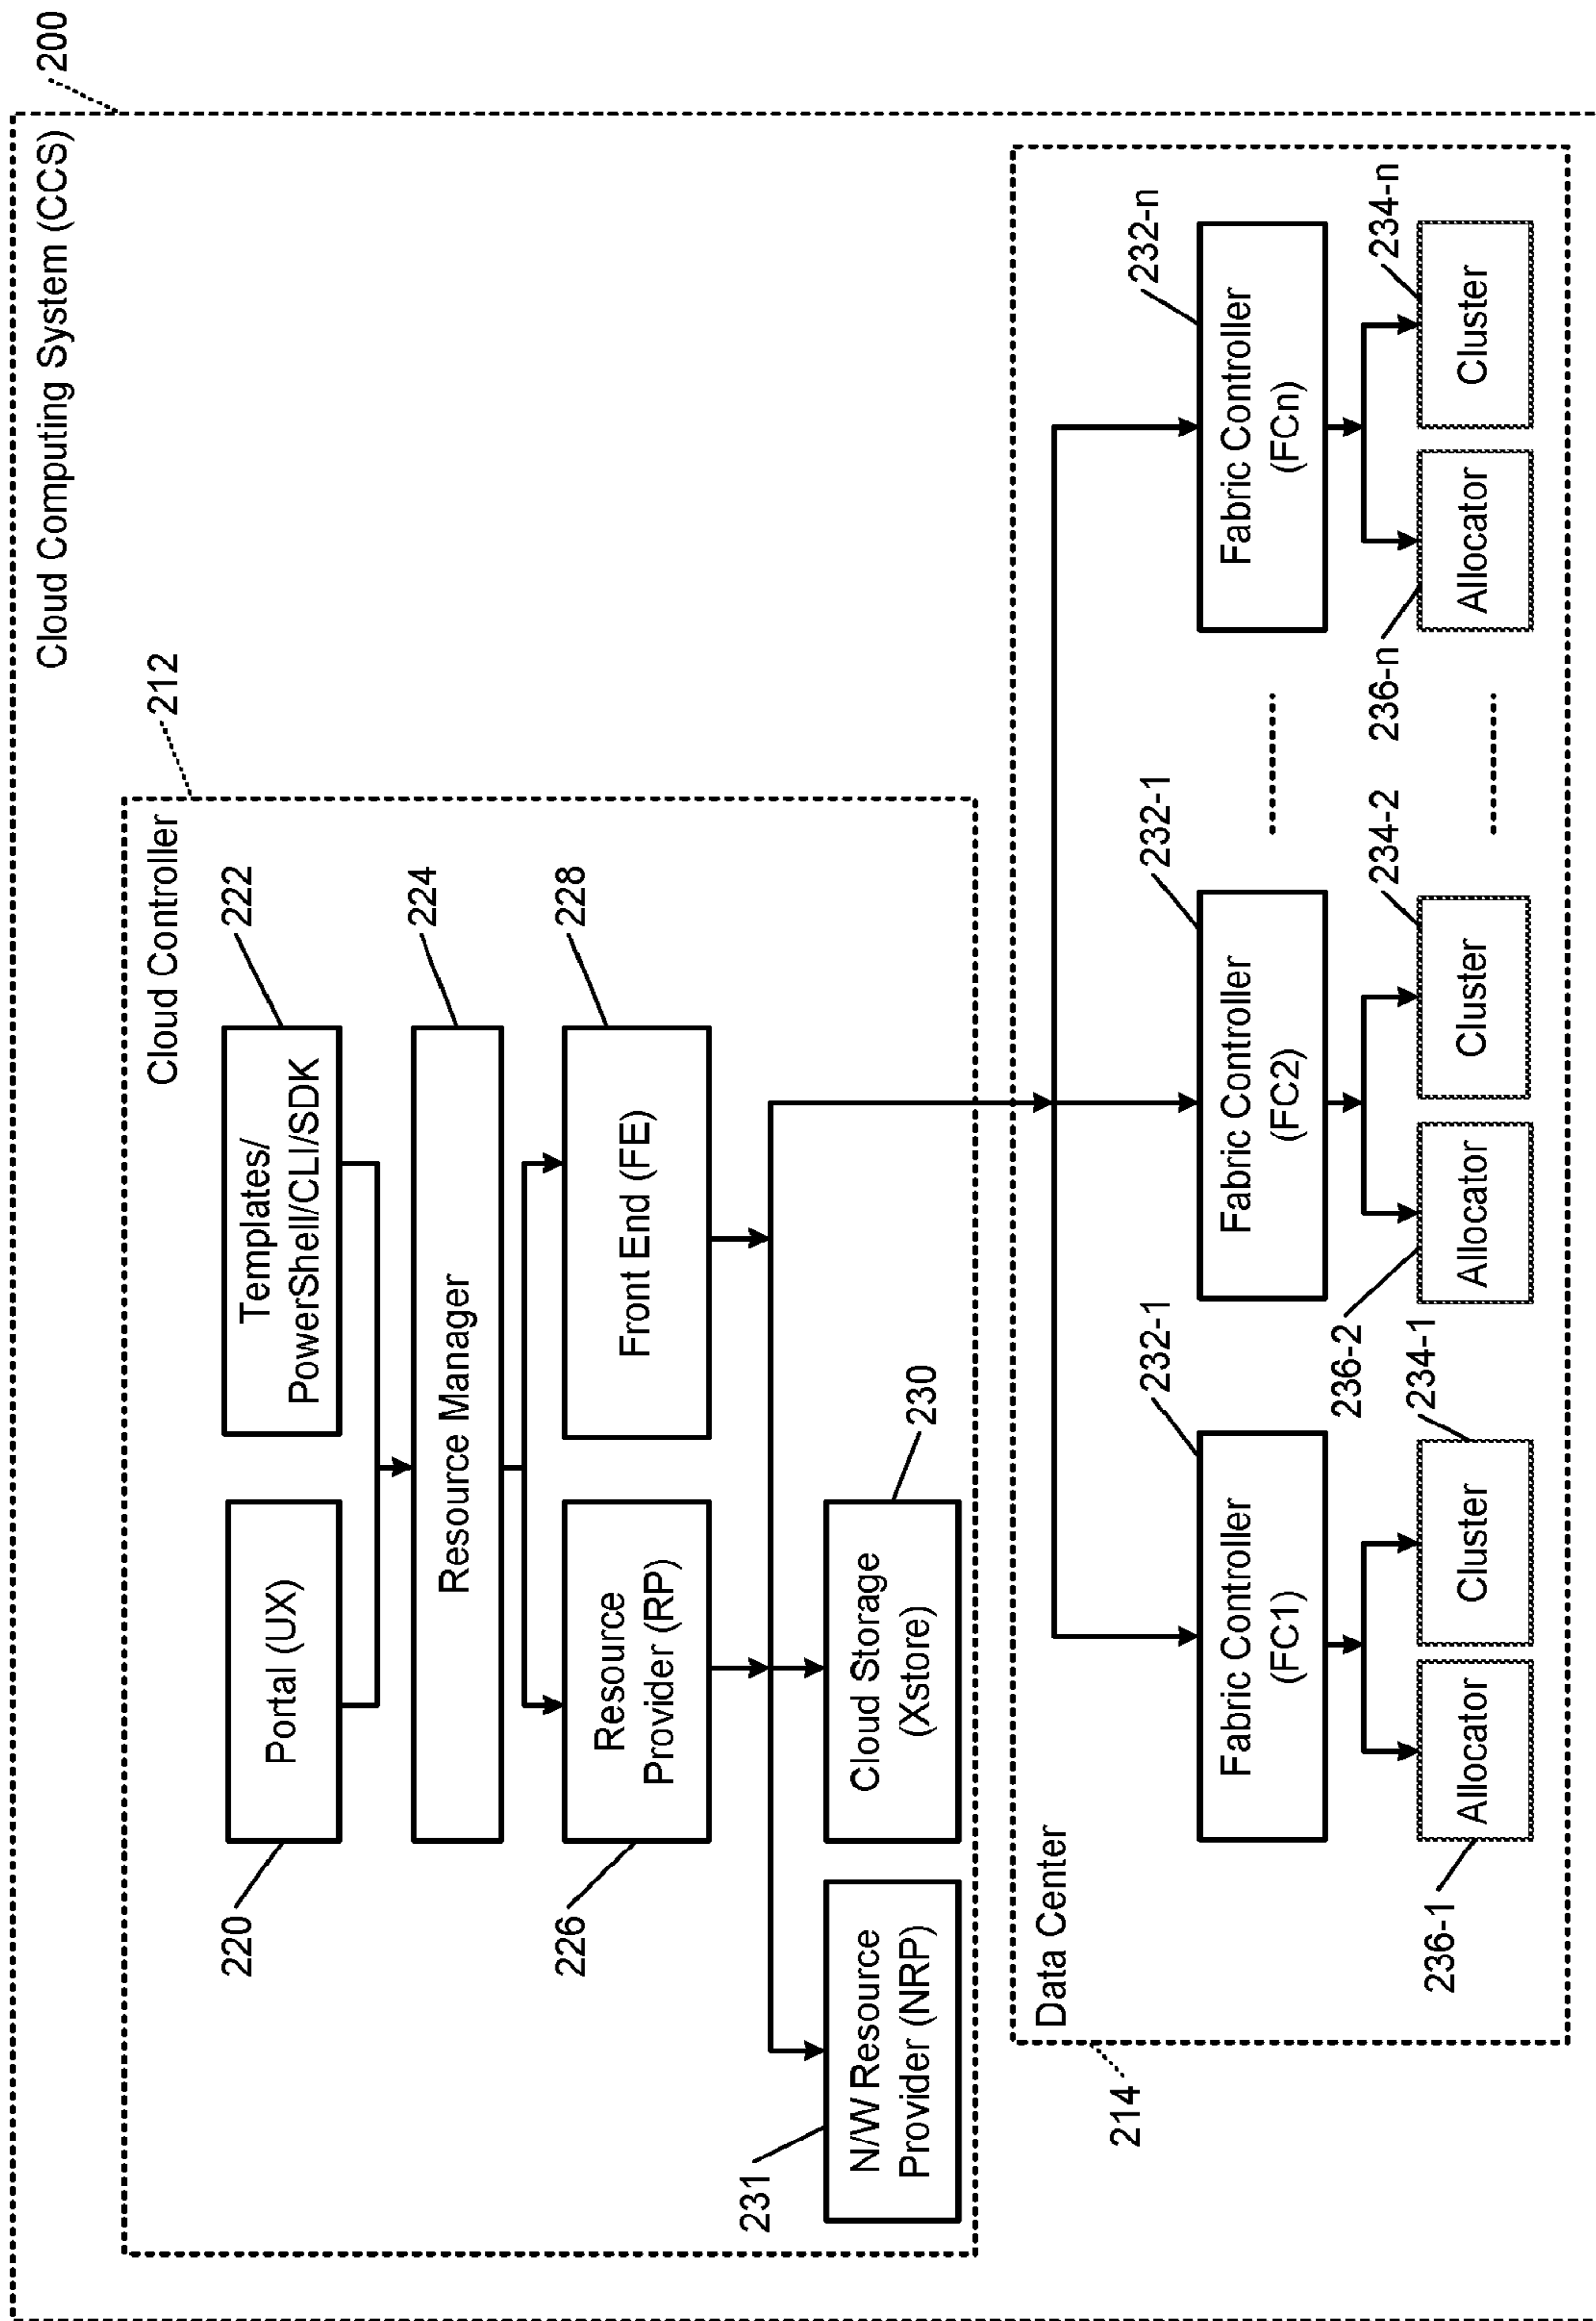 200
Cloud Computing System (CCS)
212
Cloud Controller
220
Portal (UX)
222
Templates/
PowerShell/CLI/SDK
224
Resource Manager
226
Resource
Provider (RP)
228
Front End (FE)
231
N/W Resource
Provider (NRP)
230
Cloud Storage
(Xstore)
214
Data Center
232-1
Fabric Controller
(FC1)
232-1
Fabric Controller
(FC2)
232-n
Fabric Controller
(FCn)
236-1
Allocator
234-1
Cluster
236-2
Allocator
234-2
Cluster
236-n
Allocator
234-n
Cluster